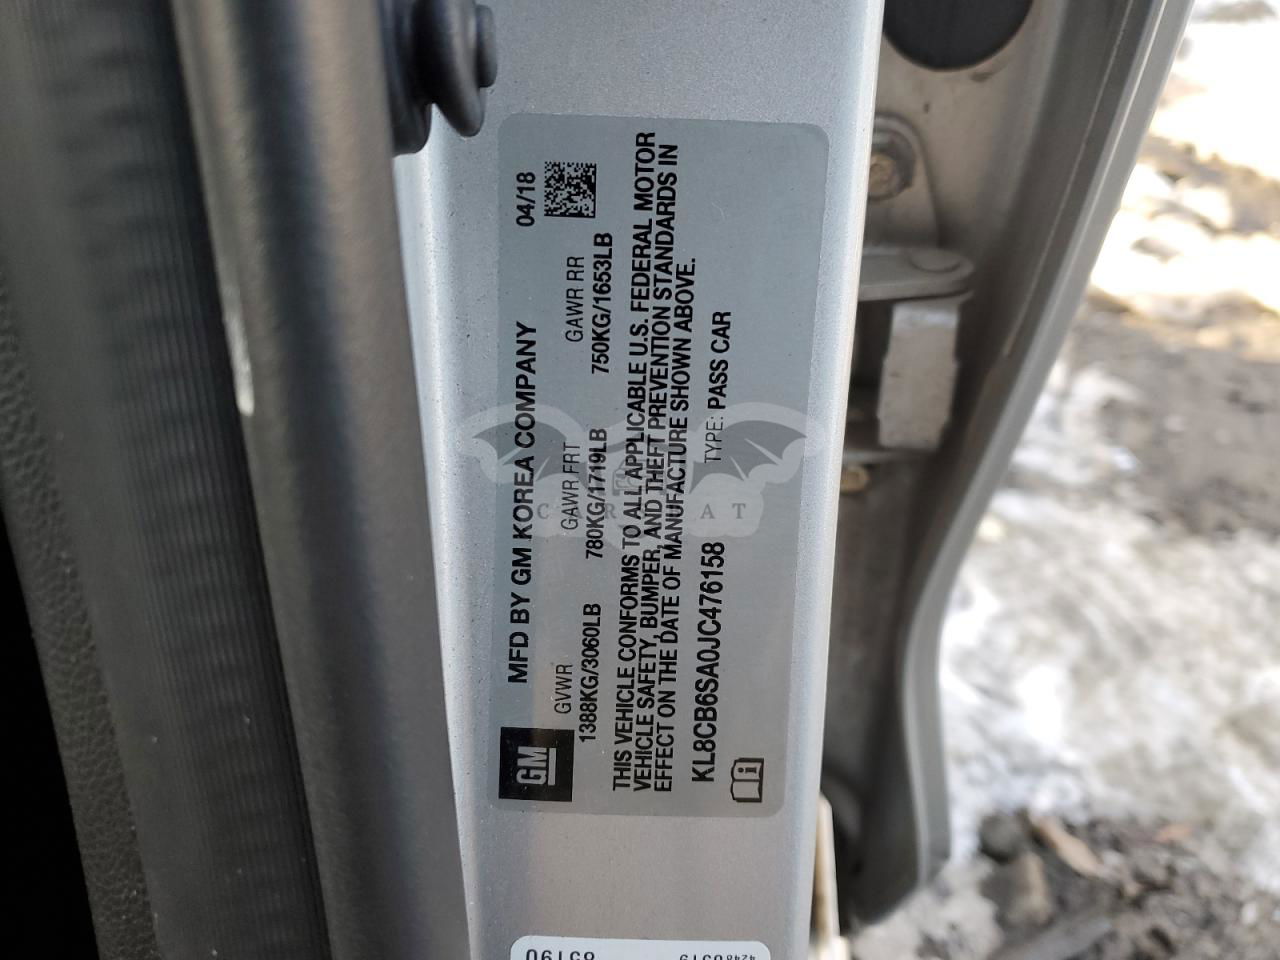 GM
MFD BY GM KOREA COMPANY 04/18
GVWR GAWR FRT GAWR RR
1388KG/3060LB 780KG/1719LB 750KG/1653LB
THIS VEHICLE CONFORMS TO ALL APPLICABLE U.S. FEDERAL MOTOR
VEHICLE SAFETY, BUMPER, AND THEFT PREVENTION STANDARDS IN
EFFECT ON THE DATE OF MANUFACTURE SHOWN ABOVE.
KL8CB6SA0JC476158 TYPE: PASS CAR